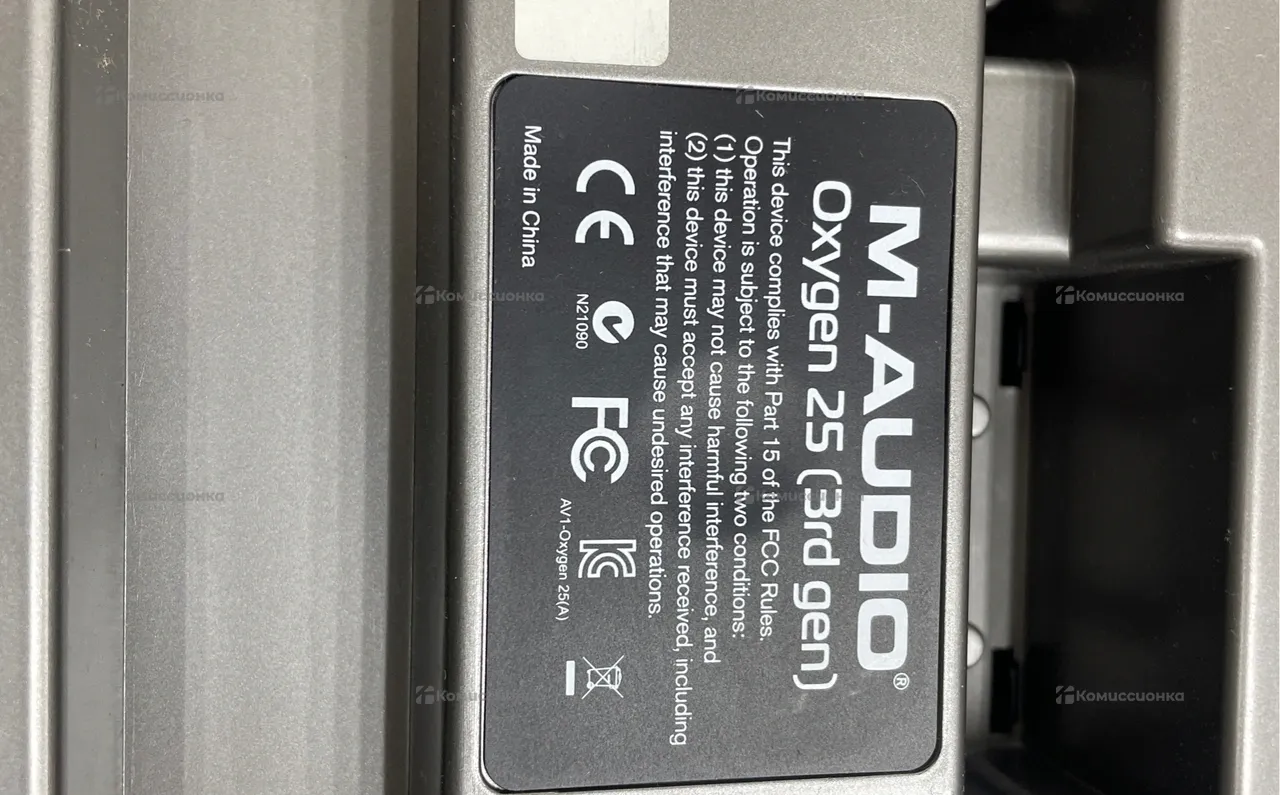 M-AUDIO®
Oxygen 25 (3rd gen)
This device complies with Part 15 of the FCC Rules.
Operation is subject to the following two conditions:
(1) this device may not cause harmful interference, and
(2) this device must accept any interference received, including
interference that may cause undesired operations.
CE
N21090
FC
AV1-Oxygen 25(A)
Made in China
Комиссионка
Комиссионка
Комиссионка
Комиссионка
Комиссионка
Комиссионка
Комиссионка
Комиссионка